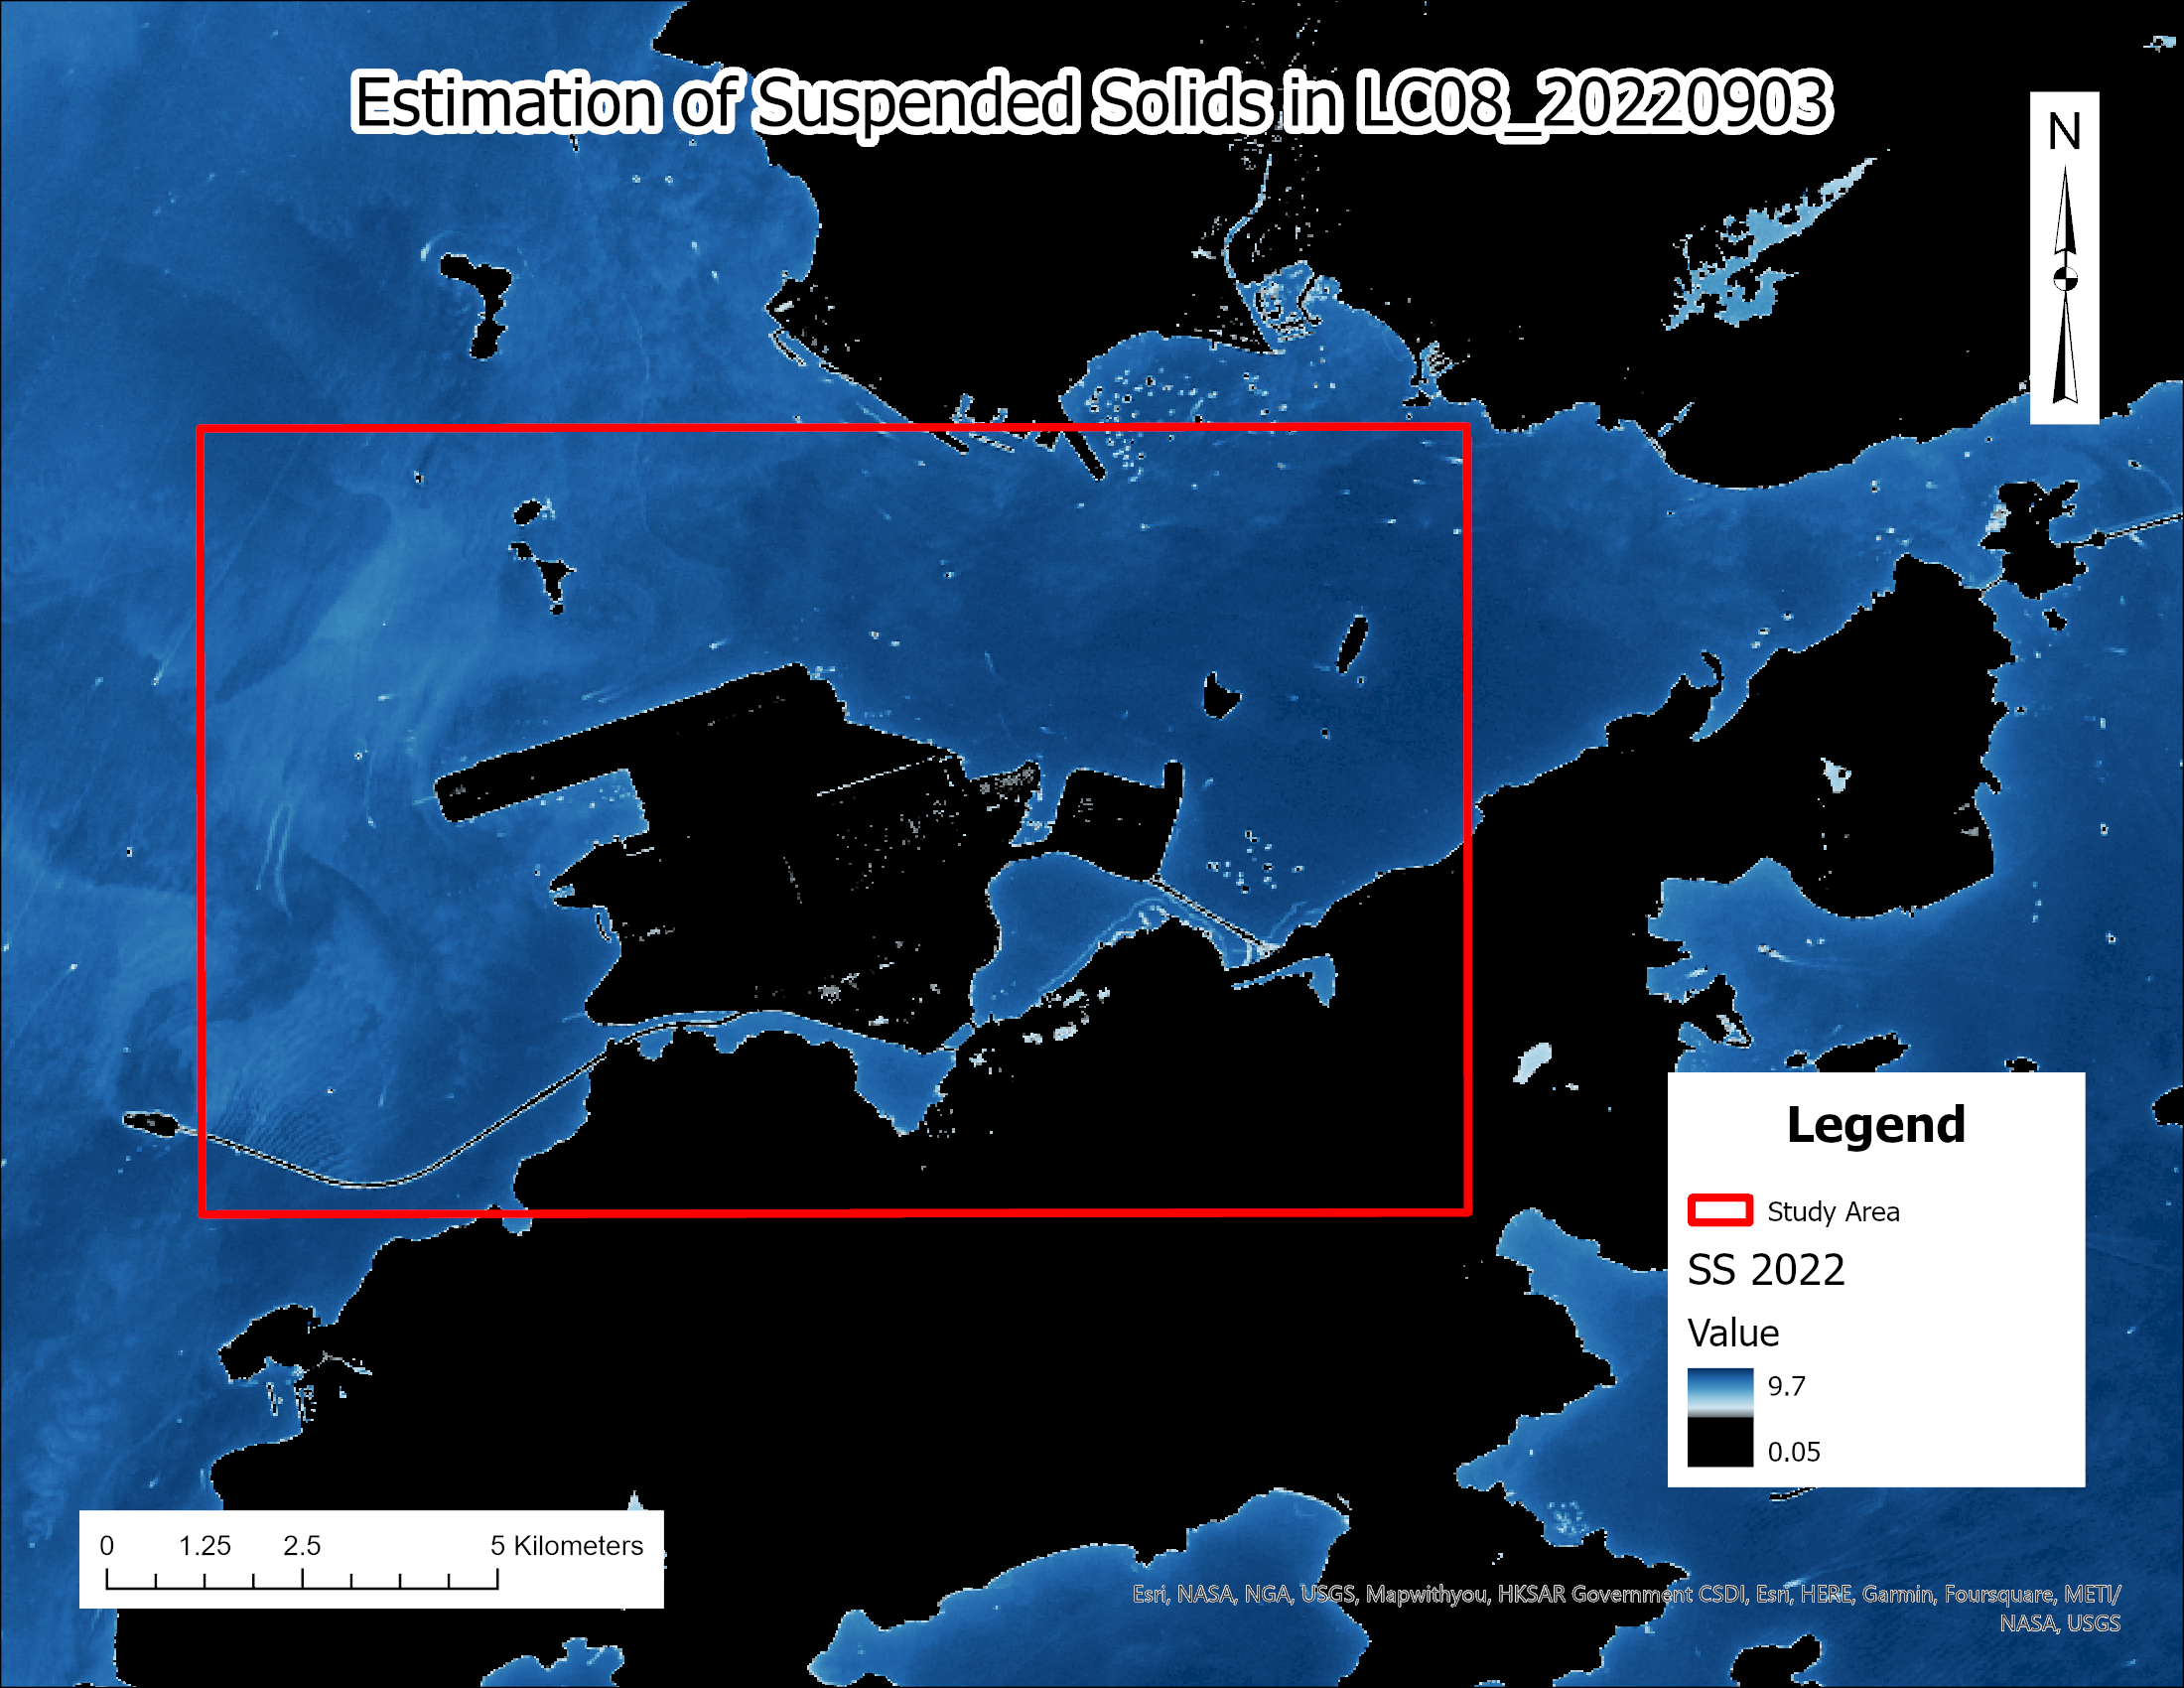 Estimation of Suspended Solids in LC08_20220903
N
Legend
Study Area
SS 2022
Value
9.7
0.05
0 1.25 2.5 5 Kilometers
Esri, NASA, NGA, USGS, Mapwithyou, HKSAR Government CSDI, Esri, HERE, Garmin, Foursquare, METI/
NASA, USGS